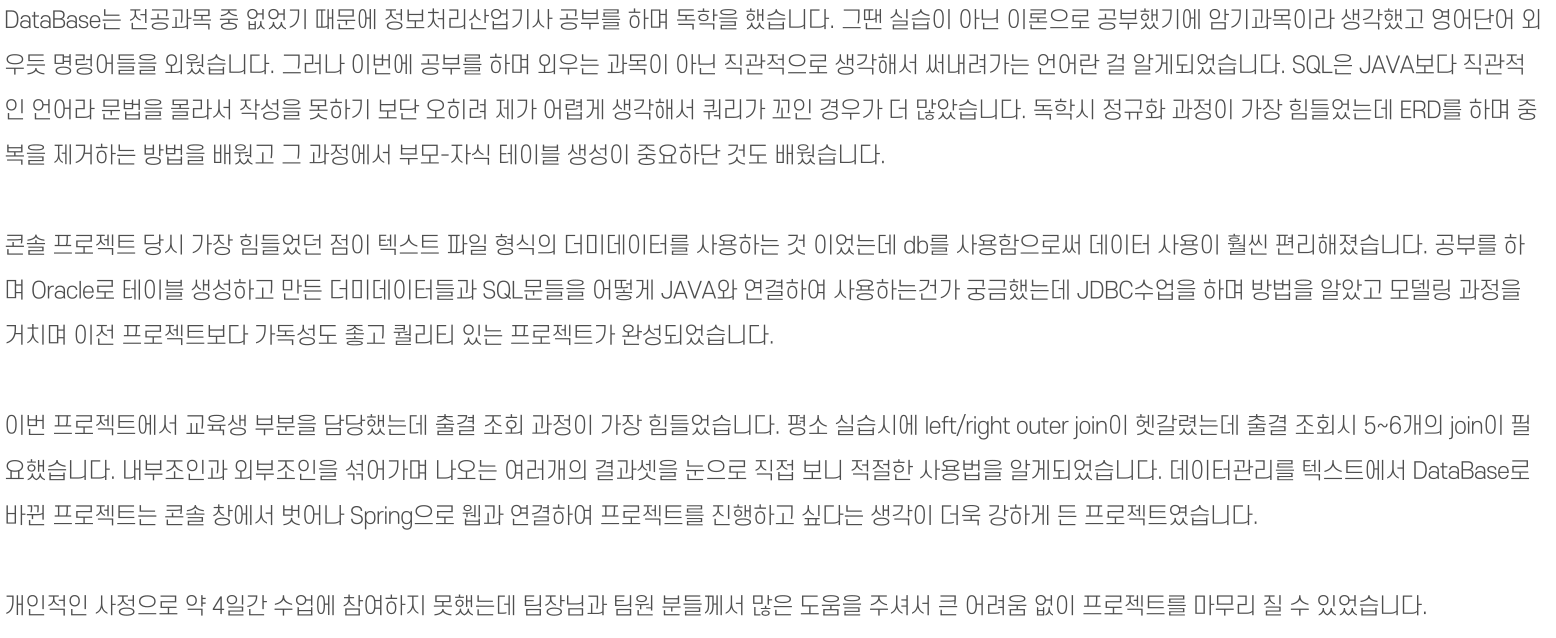 DataBase는 전공과목 중 없었기 때문에 정보처리산업기사 공부를 하며 독학을 했습니다. 그땐 실습이 아닌 이론으로 공부했기에 암기과목이라 생각했고 영어단어 외
우듯 명렁어들을 외웠습니다. 그러나 이번에 공부를 하며 외우는 과목이 아닌 직관적으로 생각해서 써내려가는 언어란 걸 알게되었습니다. SQL은 JAVA보다 직관적
인 언어라 문법을 몰라서 작성을 못하기 보단 오히려 제가 어렵게 생각해서 쿼리가 꼬인 경우가 더 많았습니다. 독학시 정규화 과정이 가장 힘들었는데 ERD를 하며 중
복을 제거하는 방법을 배웠고 그 과정에서 부모-자식 테이블 생성이 중요하단 것도 배웠습니다.
콘솔 프로젝트 당시 가장 힘들었던 점이 텍스트 파일 형식의 더미데이터를 사용하는 것 이었는데 db를 사용함으로써 데이터 사용이 훨씬 편리해졌습니다. 공부를 하
며 Oracle로 테이블 생성하고 만든 더미데이터들과 SQL문들을 어떻게 JAVA와 연결하여 사용하는건가 궁금했는데 JDBC수업을 하며 방법을 알았고 모델링 과정을
거치며 이전 프로젝트보다 가독성도 좋고 퀄리티 있는 프로젝트가 완성되었습니다.
이번 프로젝트에서 교육생 부분을 담당했는데 출결 조회 과정이 가장 힘들었습니다. 평소 실습시에 left/right outer join이 헷갈렸는데 출결 조회시 5~6개의 join이 필
요했습니다. 내부조인과 외부조인을 섞어가며 나오는 여러개의 결과셋을 눈으로 직접 보니 적절한 사용법을 알게되었습니다. 데이터관리를 텍스트에서 DataBase로
바뀐 프로젝트는 콘솔 창에서 벗어나 Spring으로 웹과 연결하여 프로젝트를 진행하고 싶다는 생각이 더욱 강하게 든 프로젝트였습니다.
개인적인 사정으로 약 4일간 수업에 참여하지 못했는데 팀장님과 팀원 분들께서 많은 도움을 주셔서 큰 어려움 없이 프로젝트를 마무리 질 수 있었습니다.